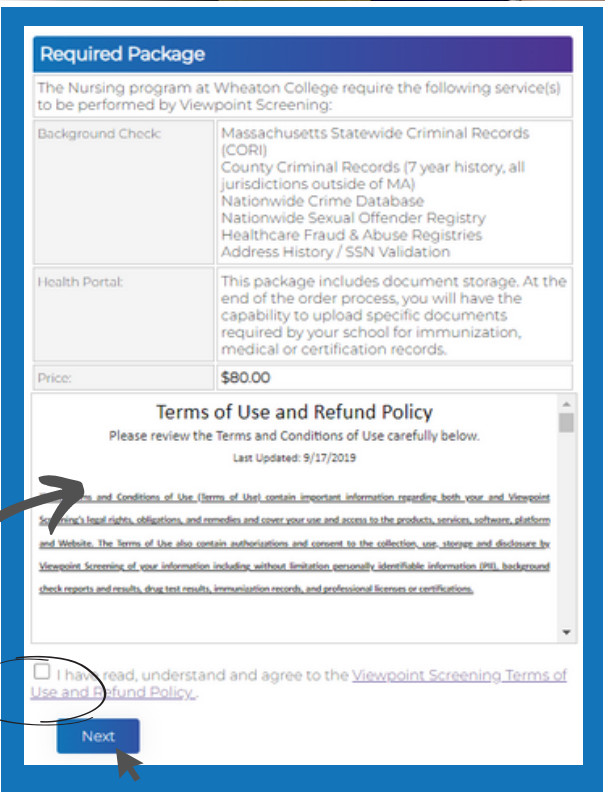 Required Package
The Nursing program at Wheaton College require the following service(s)
to be performed by Viewpoint Screening:
Background Check:
Massachusetts Statewide Criminal Records
(CORI)
County Criminal Records (7 year history, all
jurisdictions outside of MA)
Nationwide Crime Database
Nationwide Sexual Offender Registry
Healthcare Fraud & Abuse Registries
Address History / SSN Validation
Health Portal:
This package includes document storage. At the
end of the order process, you will have the
capability to upload specific documents
required by your school for immunization,
medical or certification records.
Price:
$80.00
Terms of Use and Refund Policy
Please review the Terms and Conditions of Use carefully below.
Last Updated: 9/17/2019
and Conditions of Use (Terms of Use) contain important information regarding both your and Viewpoint
Screening's legal rights, obligations, and remedies and cover your use and access to the products, services, software, platform
and Website. The Terms of Use also contain authorizations and consent to the collection, use, storage and disclosure by
Viewpoint Screening of your information including without limitation personally identifiable information (PII), background
check reports and results, drug test results, immunization records, and professional licenses or certifications.
I have read, understand and agree to the Viewpoint Screening Terms of
Use and Refund Policy.
Next